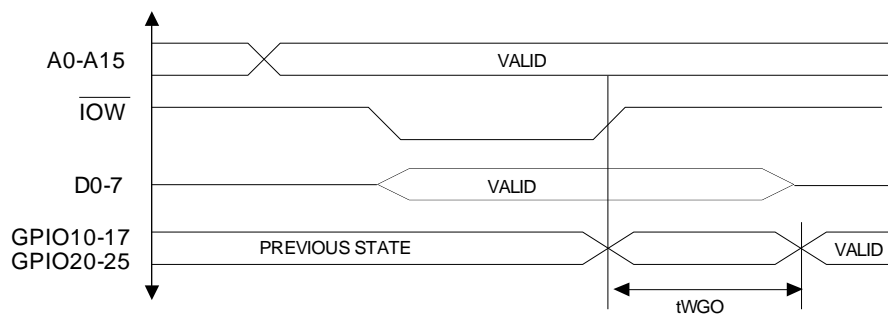 A0-A15
VALID
IOW
D0-7
VALID
GPIO10-17
GPIO20-25
PREVIOUS STATE
VALID
tWGO